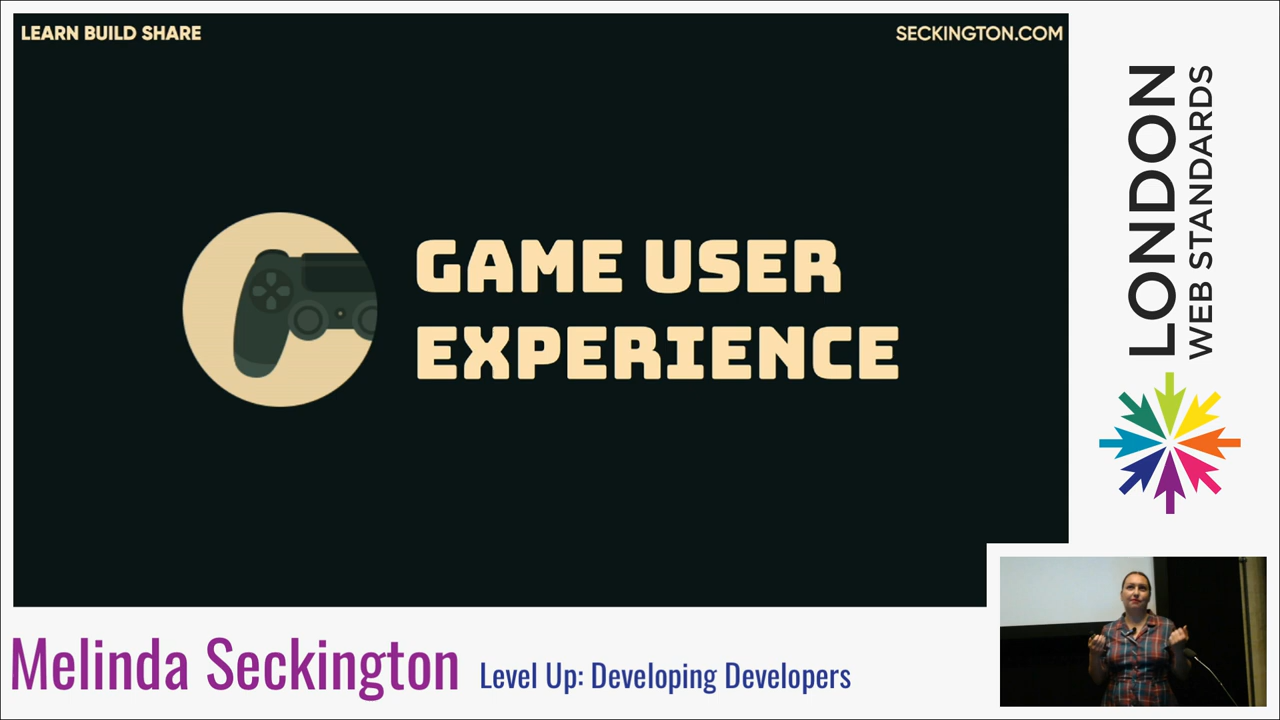 LEARN BUILD SHARE
SECKINGTON.COM
GAME USER
EXPERIENCE
LONDON
WEB STANDARDS
Melinda Seckington
Level Up: Developing Developers